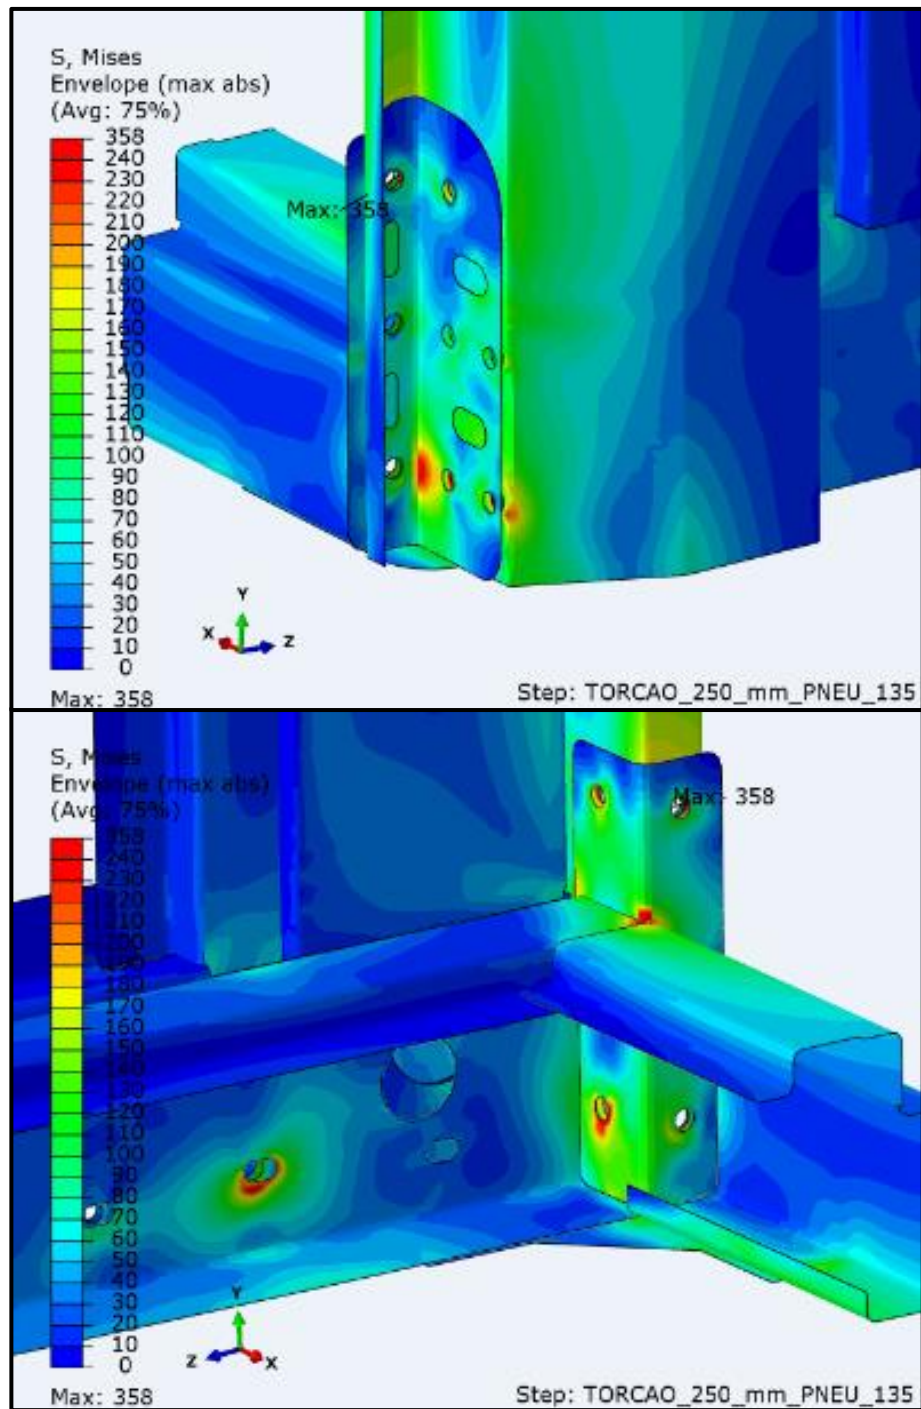 S, Mises
Envelope (max abs)
(Avg: 75%)
358
240
230
220
210
200
190
180
170
160
150
140
130
120
110
100
90
80
70
60
50
40
30
20
10
0
Max: 358
Max: 358
Y
X
Z
Step: TORCAO_250_mm_PNEU_135
S, Mises
Envelope (max abs)
(Avg: 75%)
358
240
230
220
210
200
190
180
170
160
150
140
130
120
110
100
90
80
70
60
50
40
30
20
10
0
Max: 358
Max: 358
Y
Z
X
Step: TORCAO_250_mm_PNEU_135